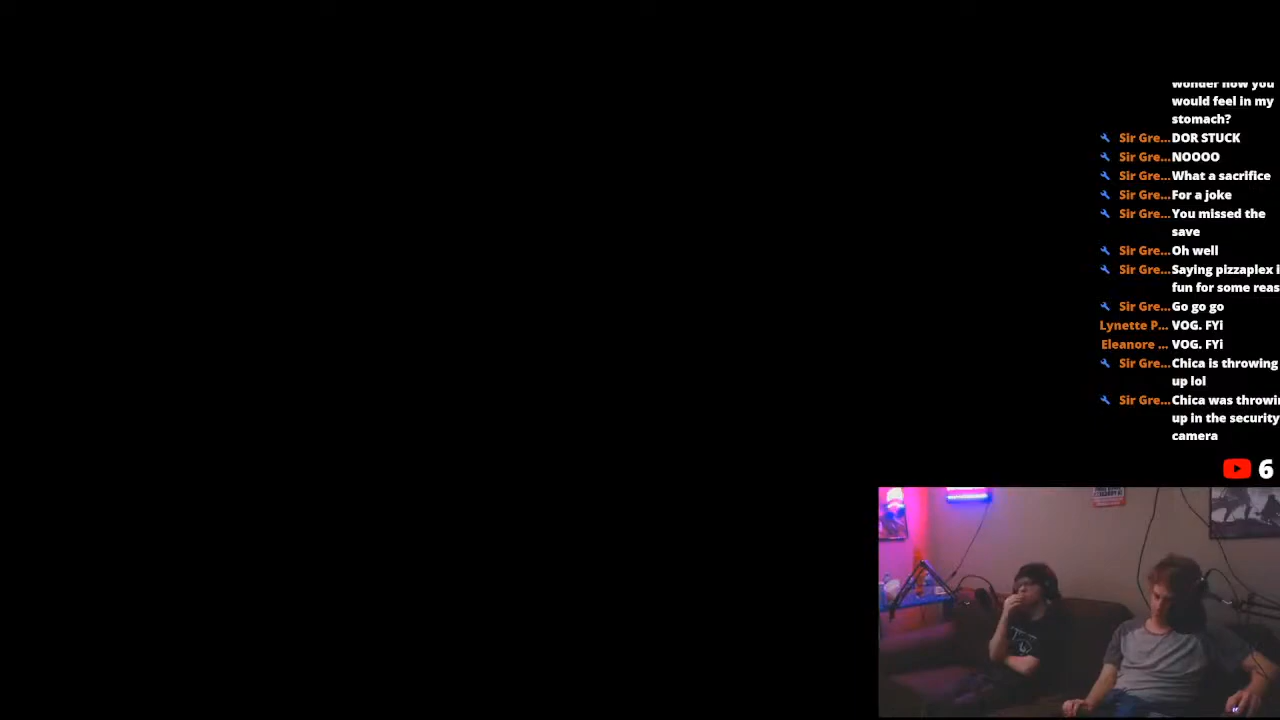 wonder how you
would feel in my
stomach?
Sir Gre... DOR STUCK
Sir Gre... NOOOO
Sir Gre... What a sacrifice
Sir Gre... For a joke
Sir Gre... You missed the
save
Sir Gre... Oh well
Sir Gre... Saying pizzaplex i
fun for some reas
Sir Gre... Go go go
Lynette P... VOG. FYi
Eleanore ... VOG. FYi
Sir Gre... Chica is throwing
up lol
Sir Gre... Chica was throwi
up in the security
camera
6